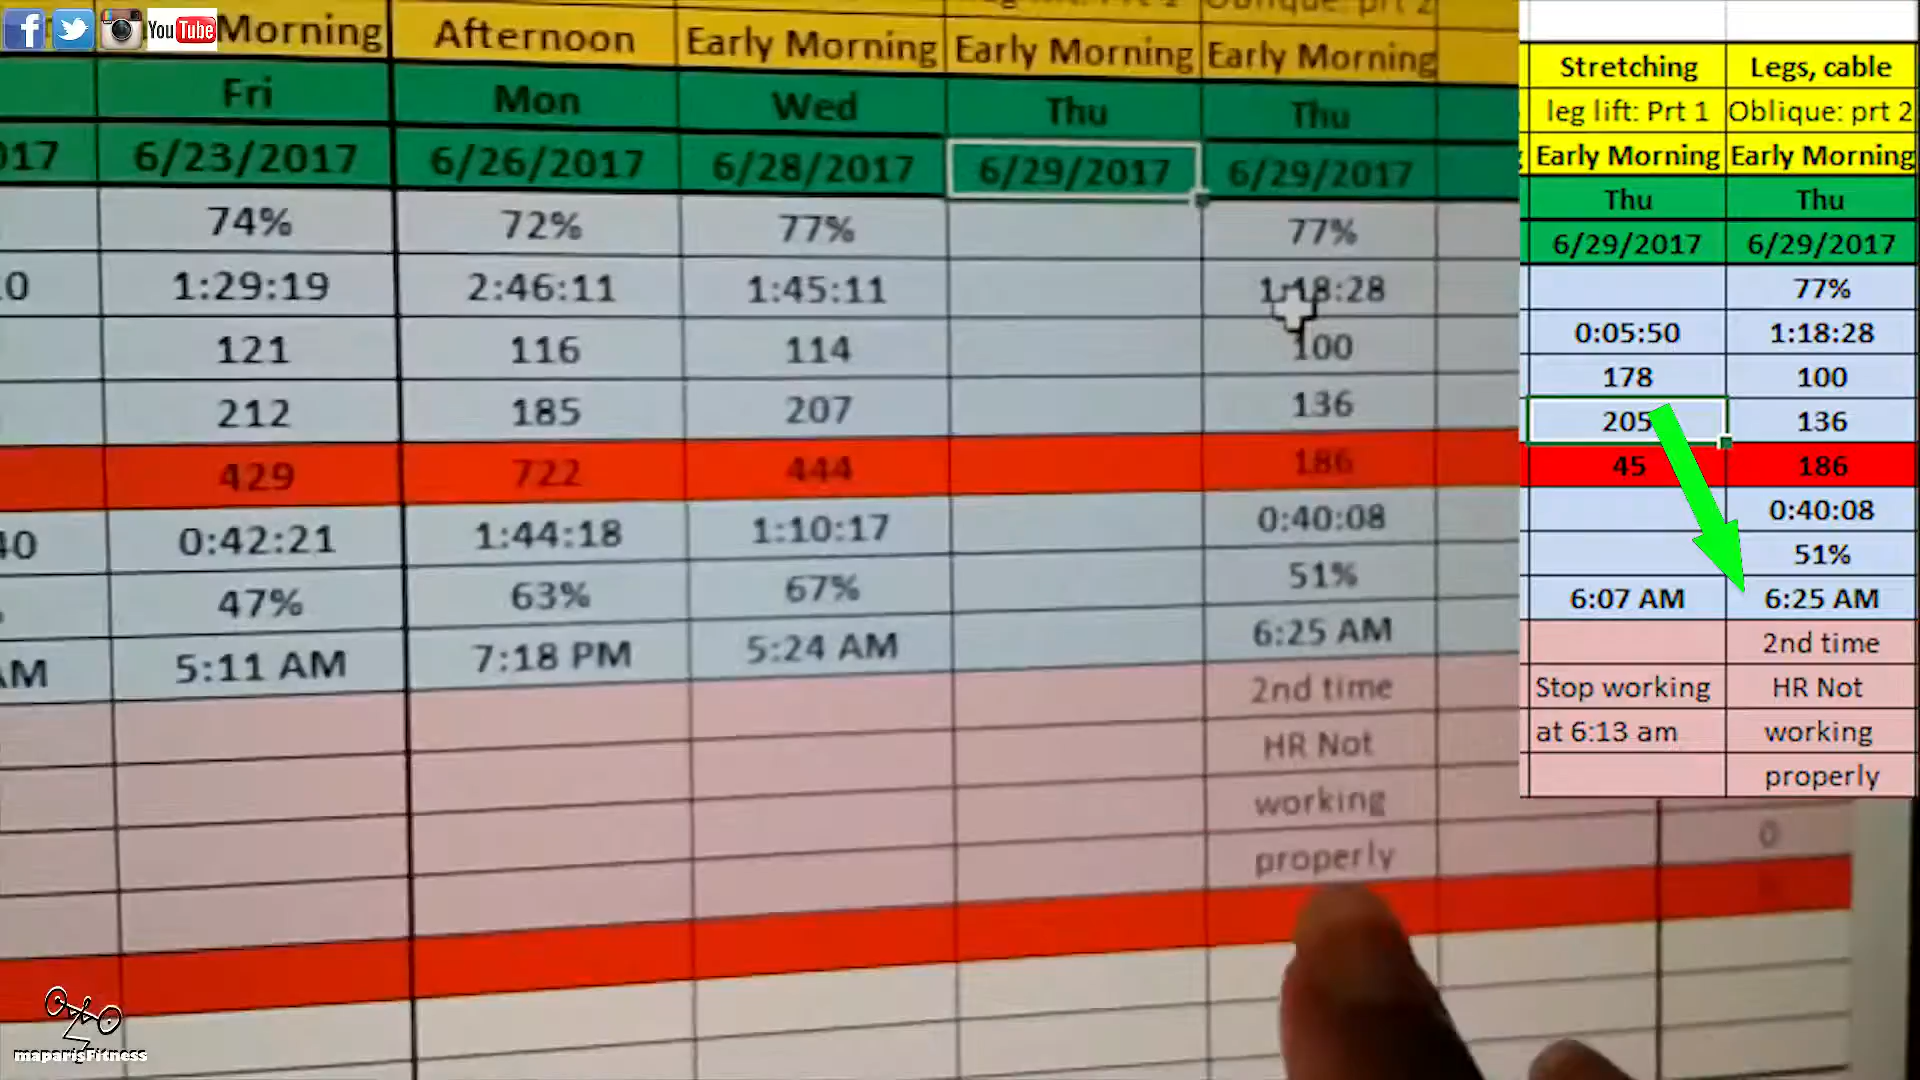 You Tube
Morning Afternoon Early Morning Early Morning Early Morning
Fri Mon Wed Thu Thu
017 6/23/2017 6/26/2017 6/28/2017 6/29/2017 6/29/2017
74% 72% 77% 77%
1:29:19 2:46:11 1:45:11 1:18:28
121 116 114 100
212 185 207 136
429 722 444 186
40 0:42:21 1:44:18 1:10:17 0:40:08
47% 63% 67% 51%
AM 5:11 AM 7:18 PM 5:24 AM 6:25 AM
2nd time
HR Not
working
properly
0
Stretching Legs, cable
leg lift: Prt 1 Oblique: prt 2
Early Morning Early Morning
Thu Thu
6/29/2017 6/29/2017
77%
0:05:50 1:18:28
178 100
205 136
45 186
0:40:08
51%
6:07 AM 6:25 AM
2nd time
Stop working HR Not
at 6:13 am working
properly
maparisFitness